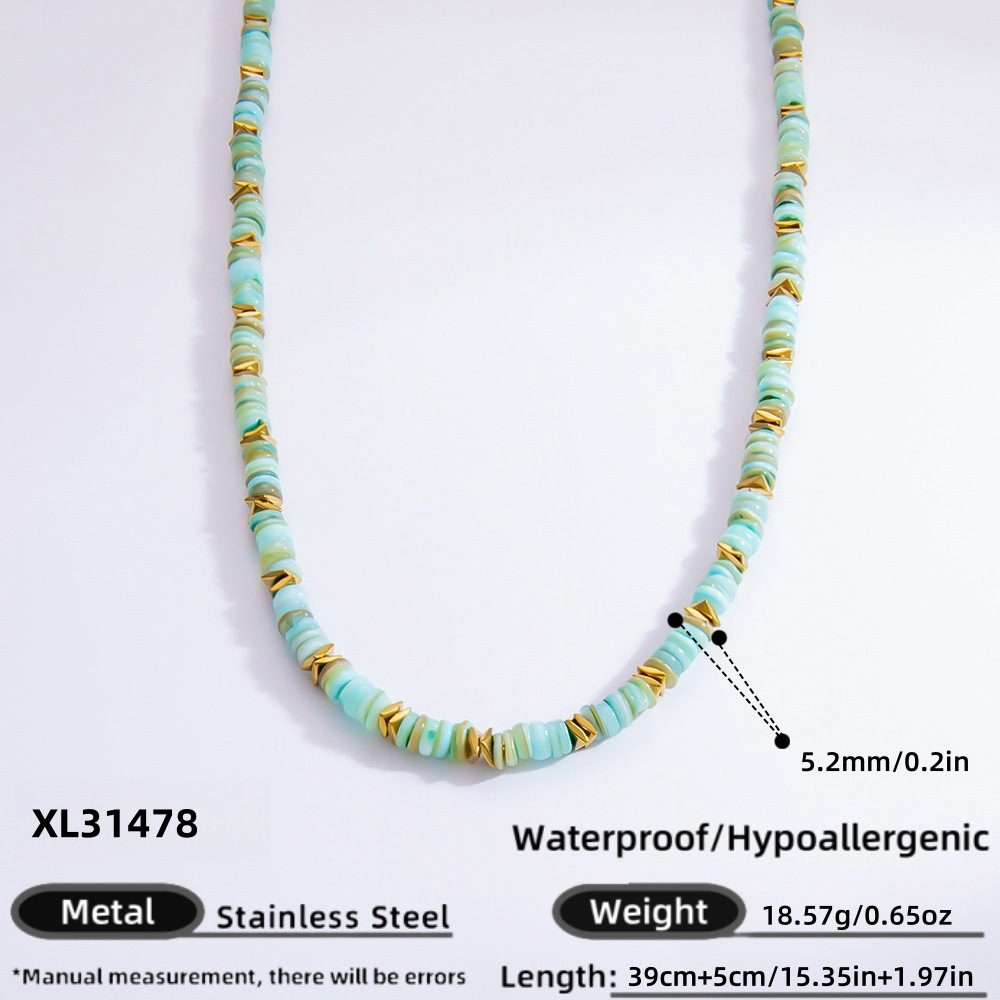 5.2mm/0.2in
XL31478
Waterproof/Hypoallergenic
Metal Stainless Steel
Weight 18.57g/0.65oz
*Manual measurement, there will be errors
Length: 39cm+5cm/15.35in+1.97in